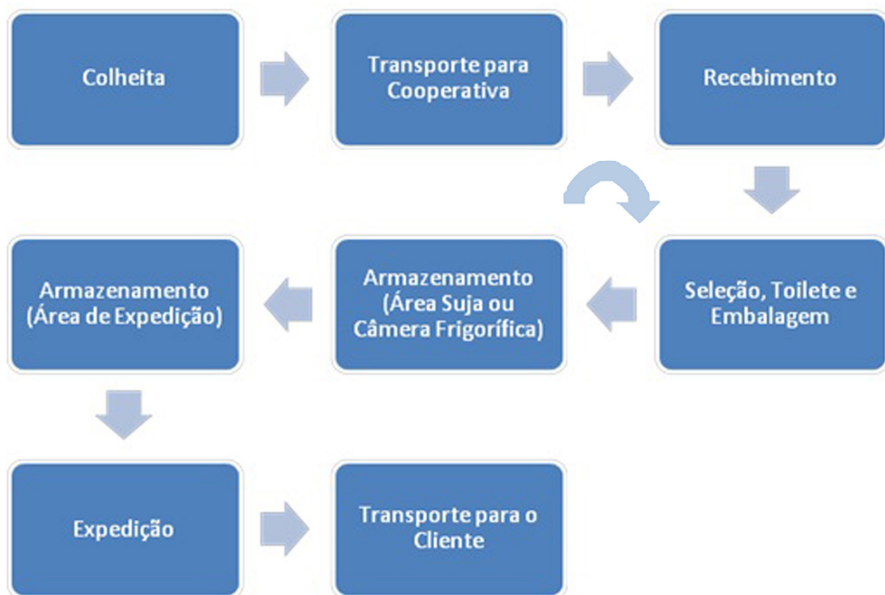 Colheita
Transporte para
Cooperativa
Recebimento
Seleção, Toilete e
Embalagem
Armazenamento
(Área Suja ou
Câmera Frigorífica)
Armazenamento
(Área de Expedição)
Expedição
Transporte para o
Cliente